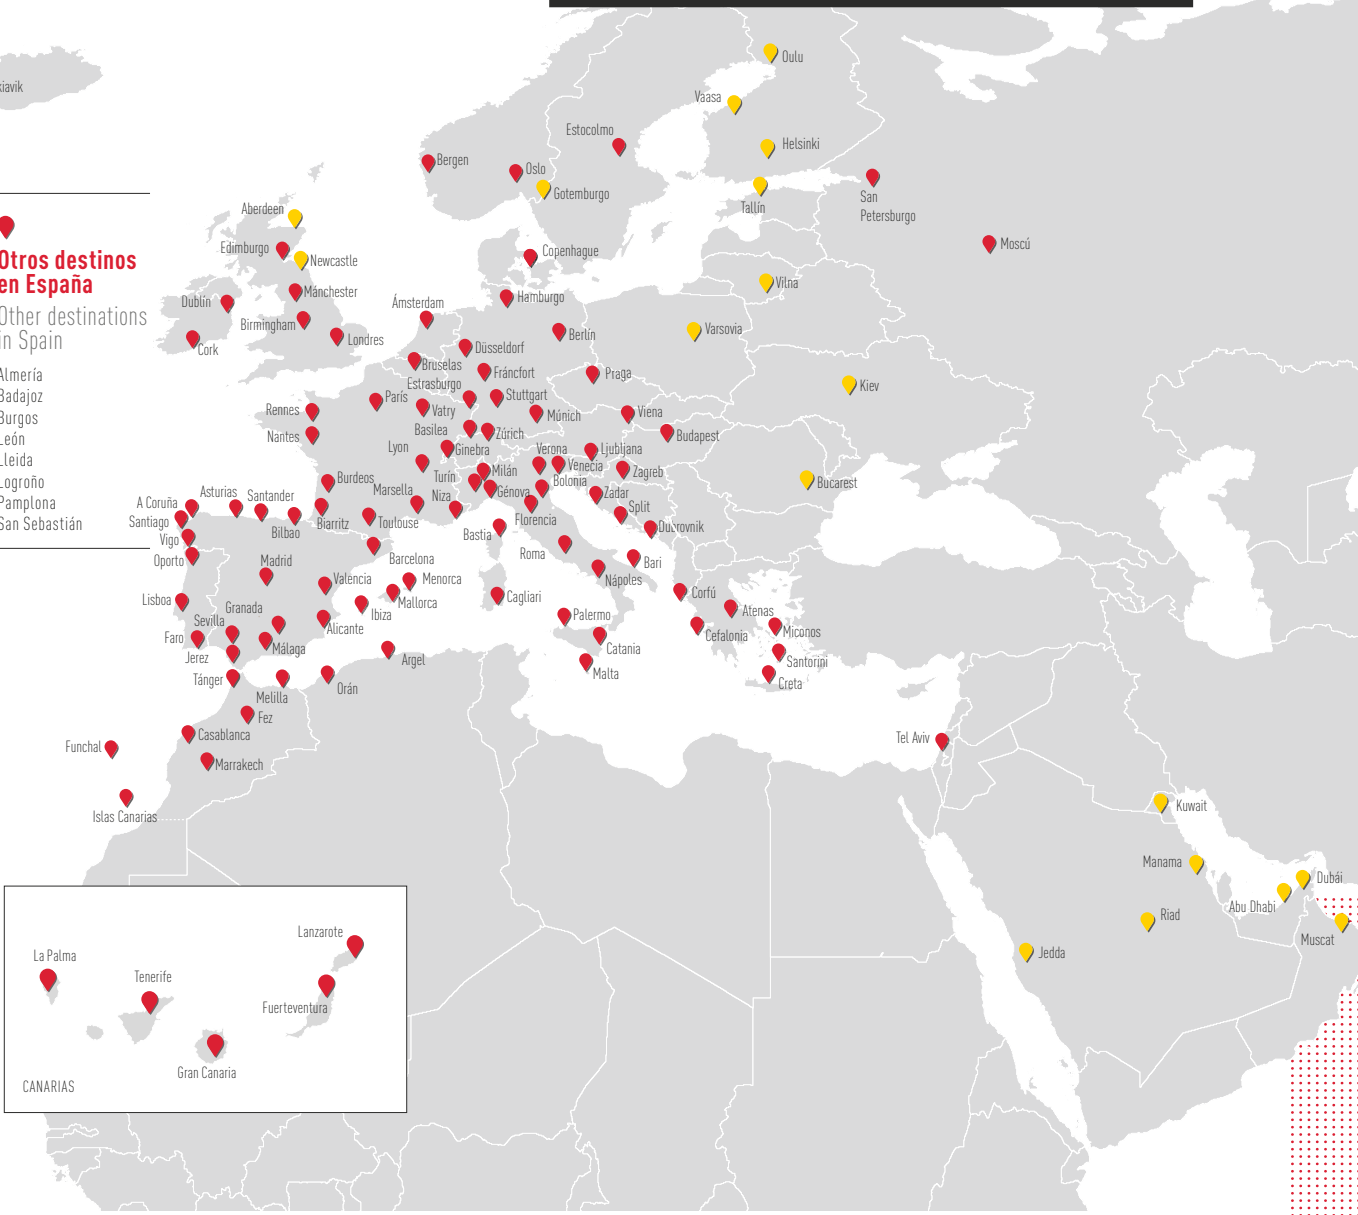 Oulu
Vaasa
Helsinki
Estocolmo
Bergen
Oslo
Gotemburgo
Tallín
San
Petersburgo
Moscú
Aberdeen
Edimburgo
Newcastle
Copenhague
Vilna
Otros destinos
en España
Other destinations
in Spain
Almería
Badajoz
Burgos
León
Lleida
Logroño
Pamplona
San Sebastián
Dublín
Mánchester
Ámsterdam
Hamburgo
Birmingham
Londres
Cork
Berlín
Varsovia
Düsseldorf
Bruselas
Fráncfort
Praga
Kiev
Estrasburgo
Stuttgart
París
Vatry
Rennes
Múnich
Viena
Nantes
Basilea
Zúrich
Budapest
Lyon
Ginebra
Verona
Ljubljana
Milán
Venecia
Zagreb
Turín
Burdeos
Bolonia
Bucarest
Marsella
Niza
Génova
Zadar
A Coruña
Asturias
Santander
Split
Santiago
Bilbao
Biarritz
Toulouse
Florencia
Dubrovnik
Vigo
Bastia
Oporto
Madrid
Barcelona
Roma
Bari
Valencia
Menorca
Nápoles
Lisboa
Granada
Mallorca
Cagliari
Corfú
Sevilla
Ibiza
Palermo
Atenas
Faro
Alicante
Cefalonia
Miconos
Jerez
Málaga
Argel
Catania
Santorini
Tánger
Malta
Creta
Melilla
Orán
Fez
Casablanca
Funchal
Tel Aviv
Marrakech
Islas Canarias
Kuwait
Manama
Dubái
Abu Dhabi
Riad
Muscat
Jedda
Lanzarote
La Palma
Tenerife
Fuerteventura
Gran Canaria
CANARIAS